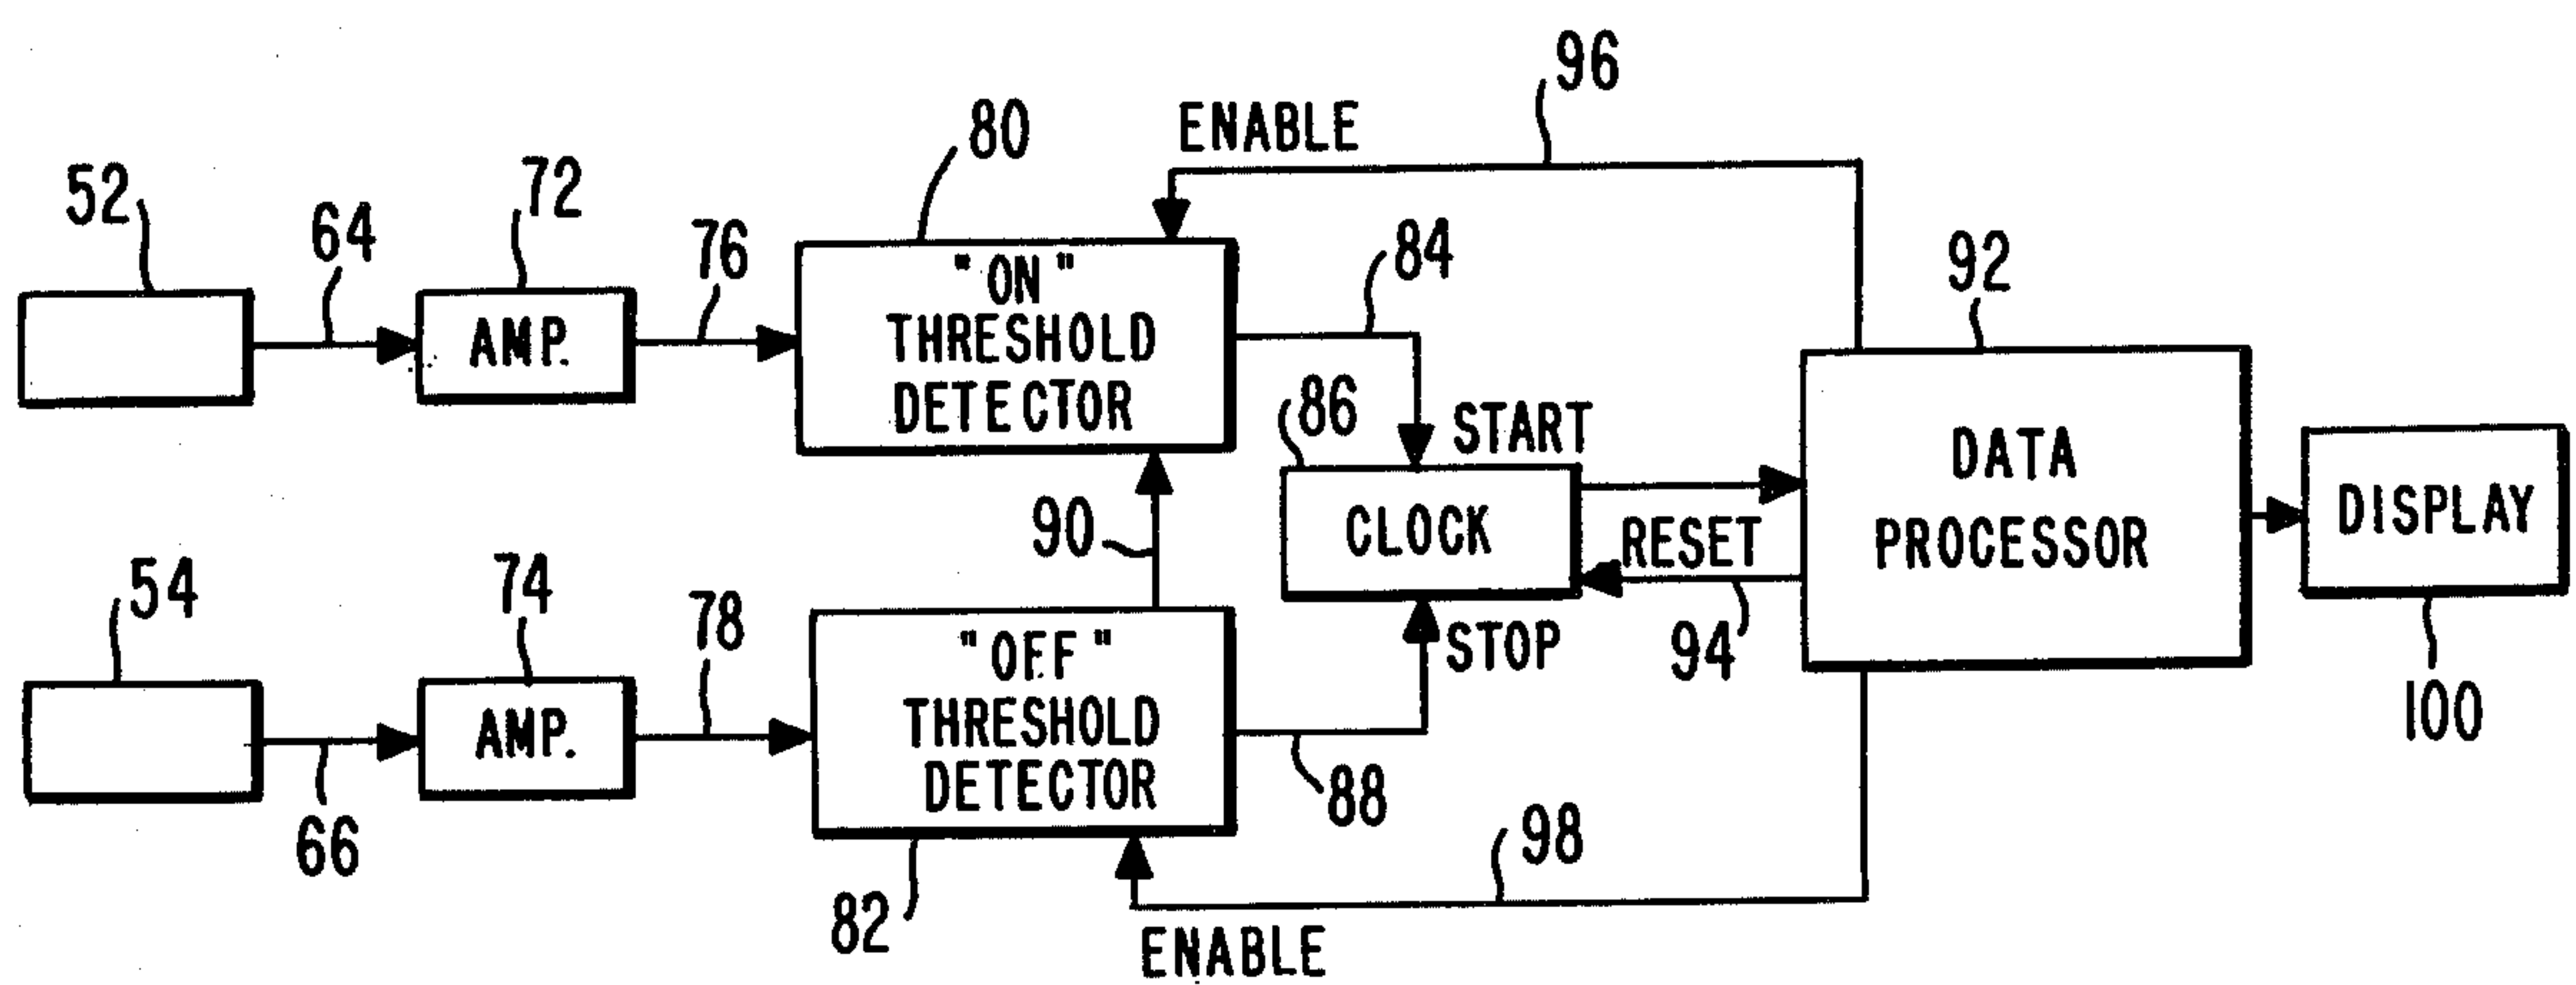 96
ENABLE
80
52
64
72
76
84
92
"ON"
THRESHOLD
DETECTOR
AMP.
86
START
CLOCK
RESET
DATA
PROCESSOR
DISPLAY
90
54
74
78
STOP
94
100
"OFF"
THRESHOLD
DETECTOR
AMP.
66
88
98
82
ENABLE